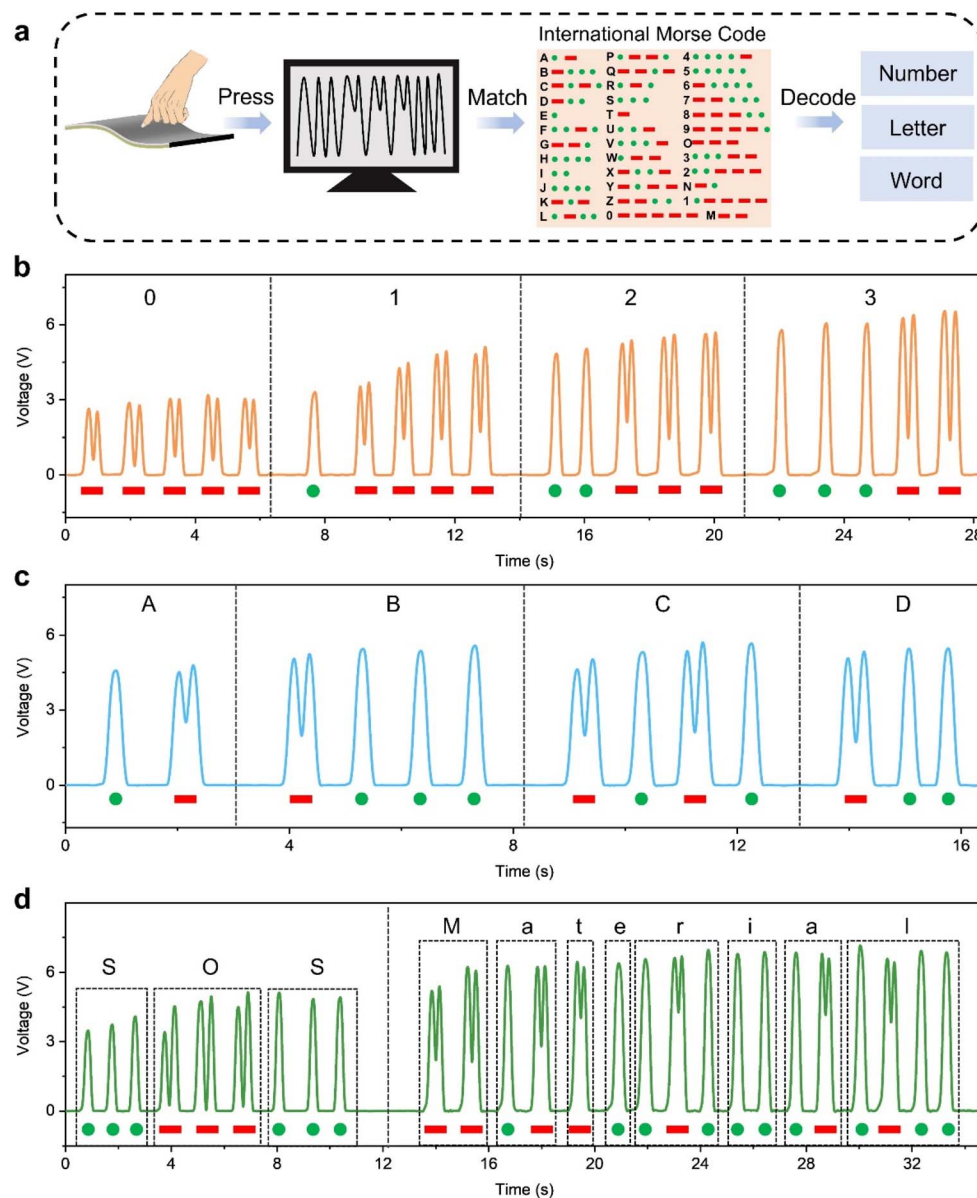 a
International Morse Code
Press
Match
Decode
A P 4
B Q 5
C R 6
D S 7
E T 8
F U 9
G V O
H W 3
I X 2
J Y N
K Z 1
L 0 M
Number
Letter
Word
b
0 1 2 3
Voltage (V)
6
3
0
0 4 8 12 16 20 24 28
Time (s)
c
A B C D
Voltage (V)
6
3
0
0 4 8 12 16
Time (s)
d
S O S M a t e r i a l
Voltage (V)
9
6
3
0
0 4 8 12 16 20 24 28 32
Time (s)